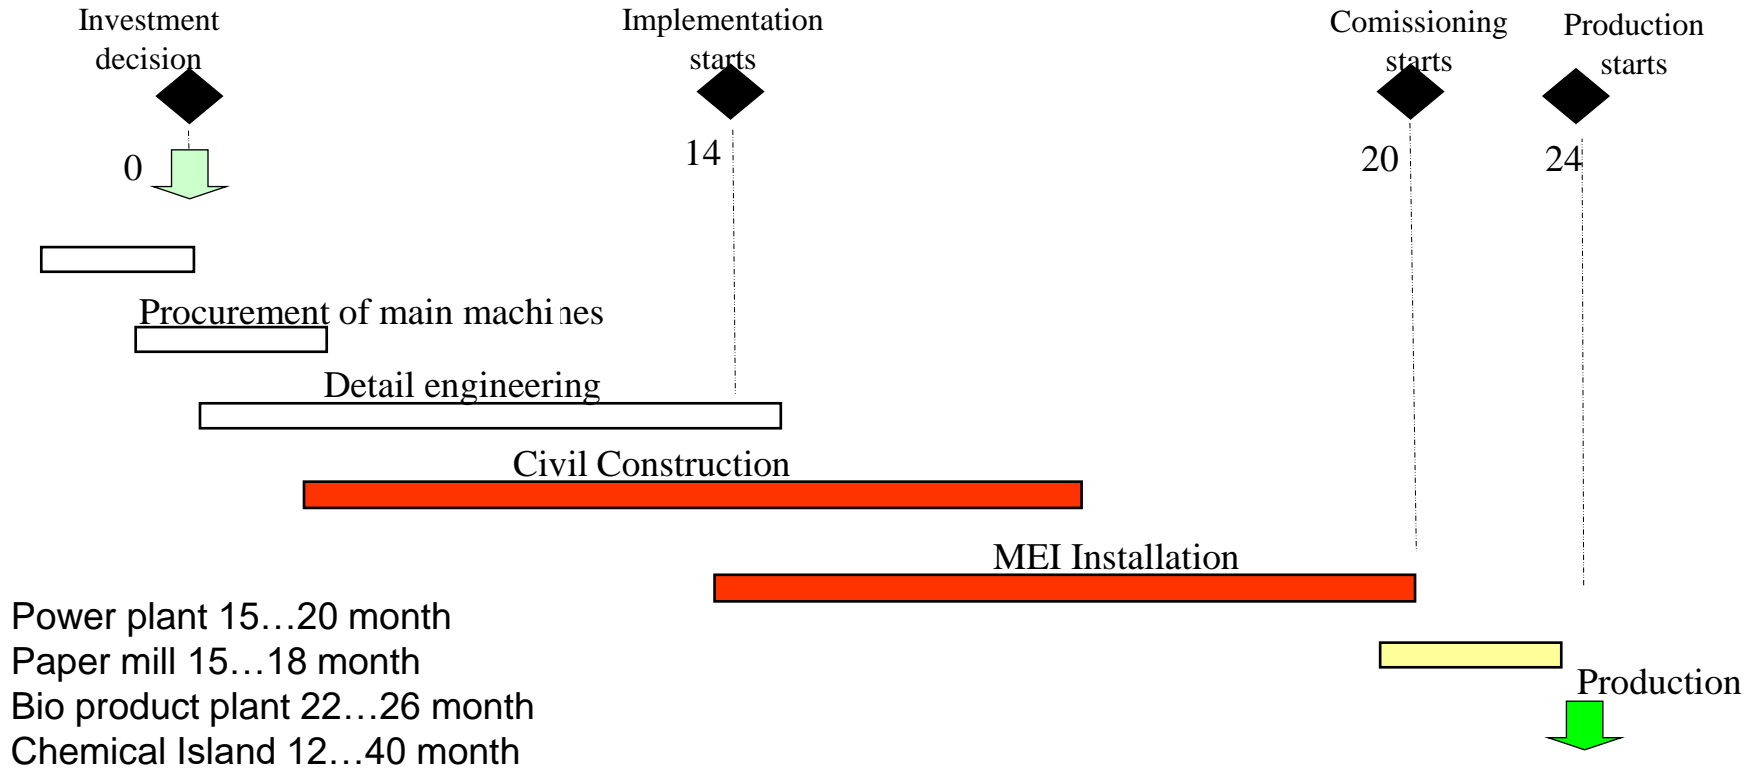 Investment
decision
Implementation
starts
Comissioning
starts
Production
starts
0
14
20
24
Procurement of main machines
Detail engineering
Civil Construction
MEI Installation
Power plant 15…20 month
Paper mill 15…18 month
Bio product plant 22…26 month
Chemical Island 12…40 month
Production